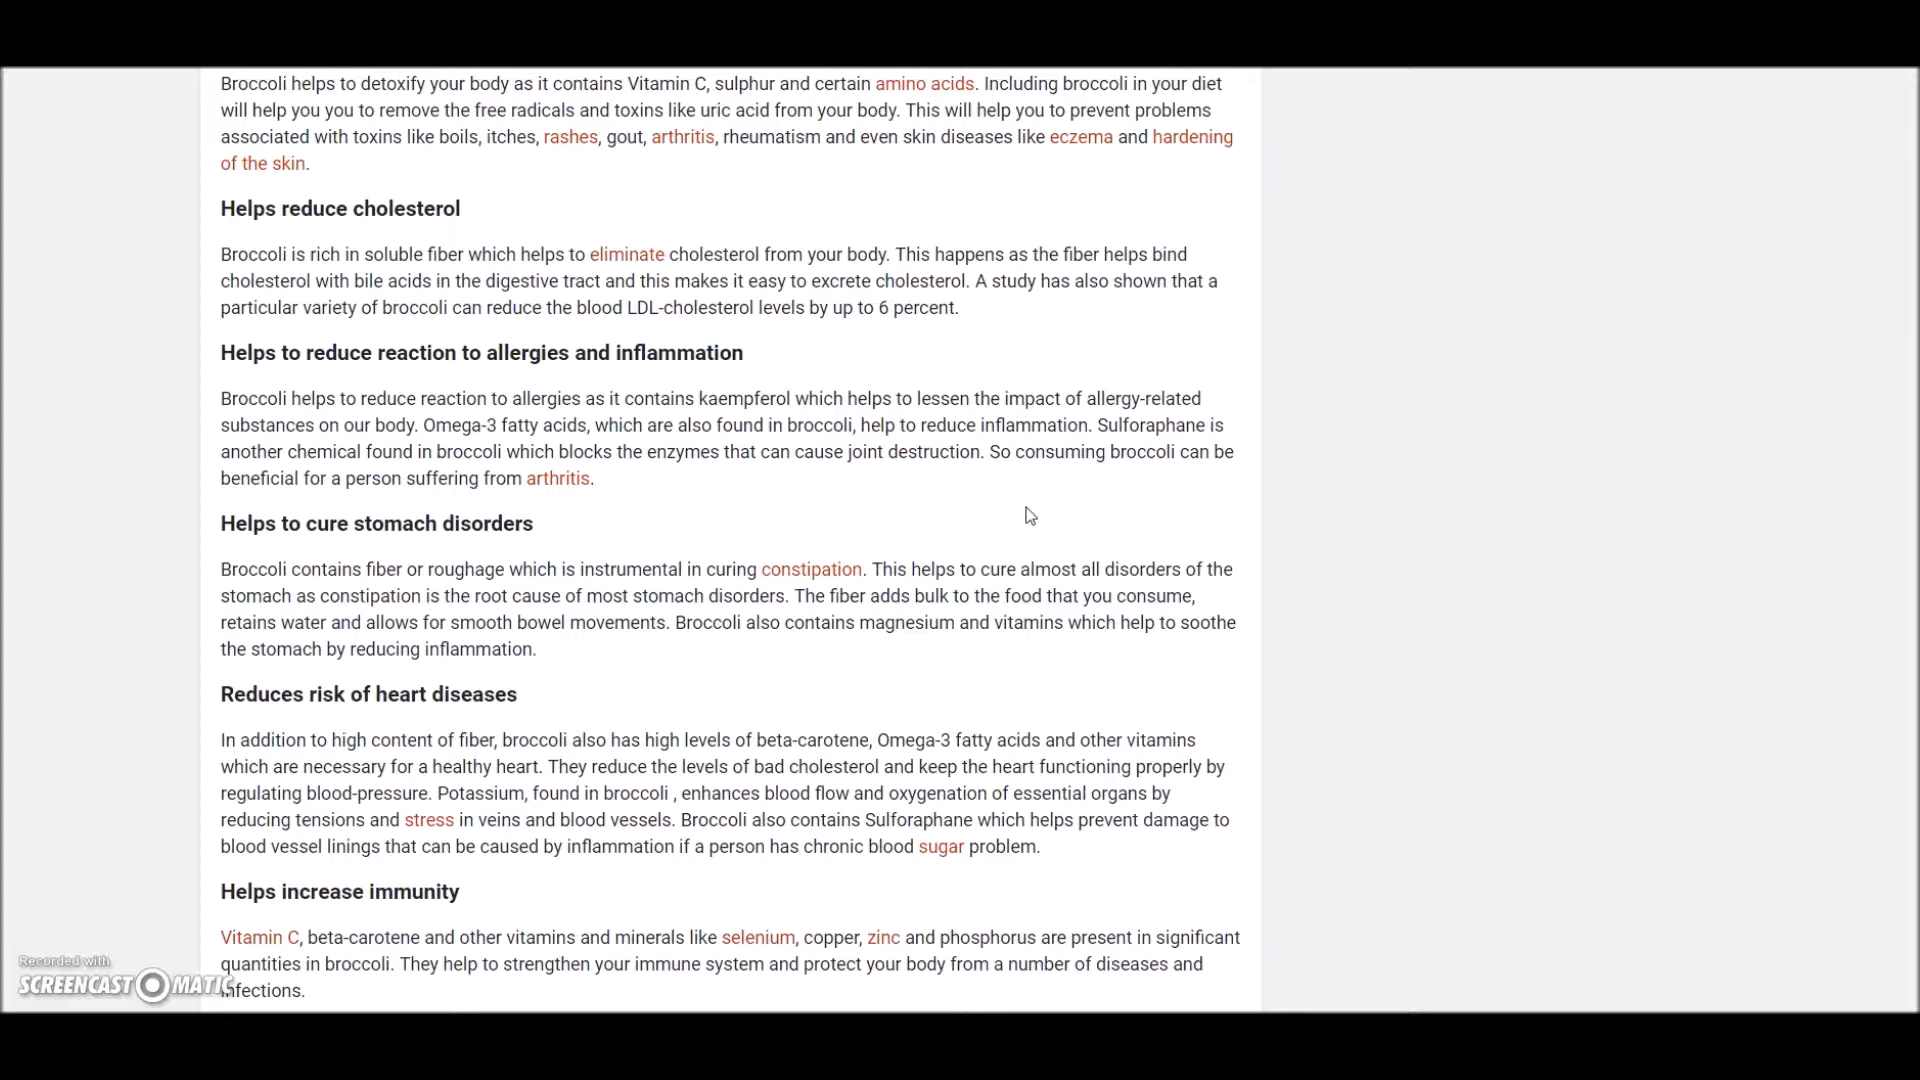 Broccoli helps to detoxify your body as it contains Vitamin C, sulphur and certain amino acids. Including broccoli in your diet
will help you you to remove the free radicals and toxins like uric acid from your body. This will help you to prevent problems
associated with toxins like boils, itches, rashes, gout, arthritis, rheumatism and even skin diseases like eczema and hardening
of the skin.
Helps reduce cholesterol
Broccoli is rich in soluble fiber which helps to eliminate cholesterol from your body. This happens as the fiber helps bind
cholesterol with bile acids in the digestive tract and this makes it easy to excrete cholesterol. A study has also shown that a
particular variety of broccoli can reduce the blood LDL-cholesterol levels by up to 6 percent.
Helps to reduce reaction to allergies and inflammation
Broccoli helps to reduce reaction to allergies as it contains kaempferol which helps to lessen the impact of allergy-related
substances on our body. Omega-3 fatty acids, which are also found in broccoli, help to reduce inflammation. Sulforaphane is
another chemical found in broccoli which blocks the enzymes that can cause joint destruction. So consuming broccoli can be
beneficial for a person suffering from arthritis.
Helps to cure stomach disorders
Broccoli contains fiber or roughage which is instrumental in curing constipation. This helps to cure almost all disorders of the
stomach as constipation is the root cause of most stomach disorders. The fiber adds bulk to the food that you consume,
retains water and allows for smooth bowel movements. Broccoli also contains magnesium and vitamins which help to soothe
the stomach by reducing inflammation.
Reduces risk of heart diseases
In addition to high content of fiber, broccoli also has high levels of beta-carotene, Omega-3 fatty acids and other vitamins
which are necessary for a healthy heart. They reduce the levels of bad cholesterol and keep the heart functioning properly by
regulating blood-pressure. Potassium, found in broccoli , enhances blood flow and oxygenation of essential organs by
reducing tensions and stress in veins and blood vessels. Broccoli also contains Sulforaphane which helps prevent damage to
blood vessel linings that can be caused by inflammation if a person has chronic blood sugar problem.
Helps increase immunity
Vitamin C, beta-carotene and other vitamins and minerals like selenium, copper, zinc and phosphorus are present in significant
quantities in broccoli. They help to strengthen your immune system and protect your body from a number of diseases and
infections.
Recorded with
SCREENCAST MATIC